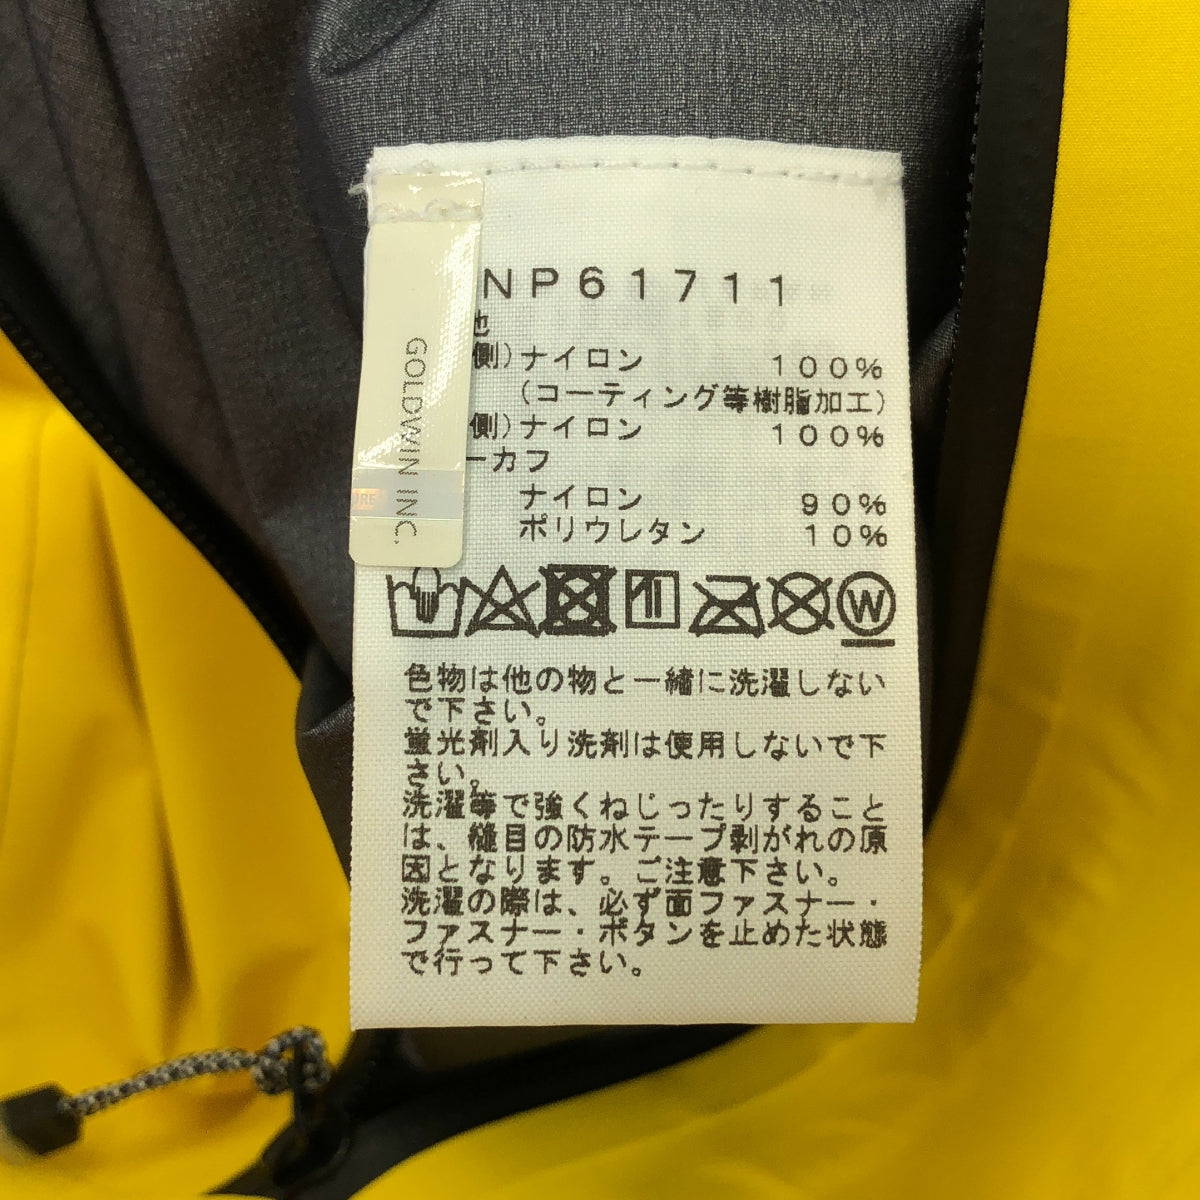 NP61711
他
側)ナイロン 100%
(コーティング等樹脂加工)
側)ナイロン 100%
ーカフ
ナイロン 90%
ポリウレタン 10%
GOLDWIN INC.
W
色物は他の物と一緒に洗濯しない
で下さい。
蛍光剤入り洗剤は使用しないで下
さい。
洗濯等で強くねじったりすること
は、縫目の防水テープ剥がれの原
因となります。ご注意下さい。
洗濯の際は、必ず面ファスナー・
ファスナー・ボタンを止めた状態
で行って下さい。